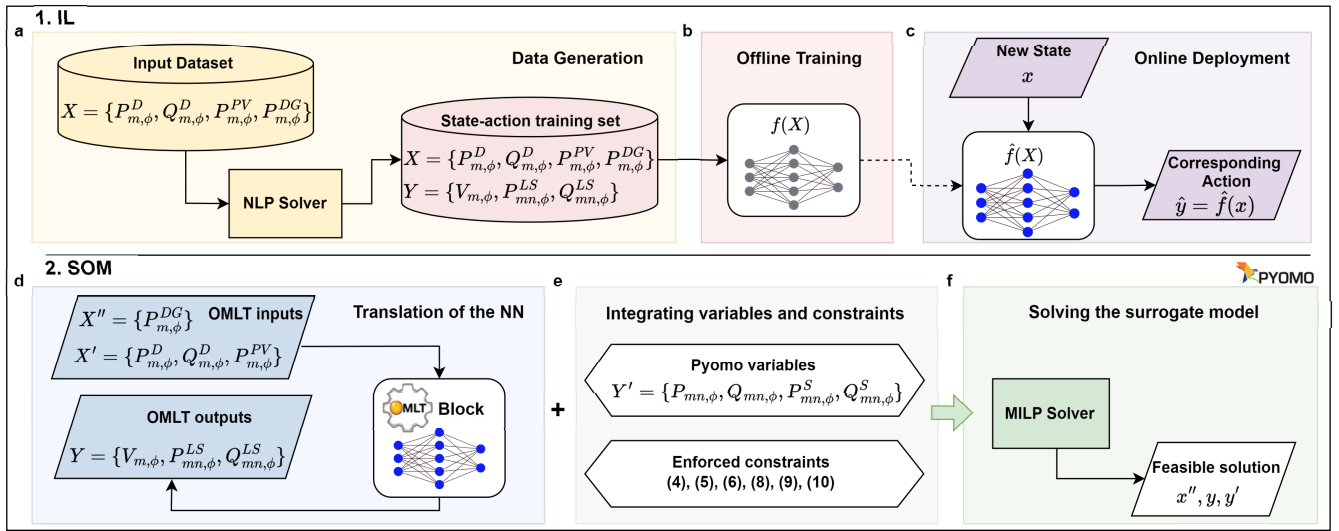 1. IL
a
Data Generation
Input Dataset
X = {P^D_{m,ϕ}, Q^D_{m,ϕ}, P^{PV}_{m,ϕ}, P^{DG}_{m,ϕ}}
NLP Solver
State-action training set
X = {P^D_{m,ϕ}, Q^D_{m,ϕ}, P^{PV}_{m,ϕ}, P^{DG}_{m,ϕ}}
Y = {V_{m,ϕ}, P^{LS}_{mn,ϕ}, Q^{LS}_{mn,ϕ}}
b
Offline Training
f(X)
c
Online Deployment
New State
x
f̂(X)
Corresponding
Action
ŷ = f̂(x)
2. SOM
PYOMO
d
Translation of the NN
X'' = {P^{DG}_{m,ϕ}} OMLT inputs
X' = {P^D_{m,ϕ}, Q^D_{m,ϕ}, P^{PV}_{m,ϕ}}
OMLT Block
OMLT outputs
Y = {V_{m,ϕ}, P^{LS}_{mn,ϕ}, Q^{LS}_{mn,ϕ}}
+
e
Integrating variables and constraints
Pyomo variables
Y' = {P_{mn,ϕ}, Q_{mn,ϕ}, P^S_{mn,ϕ}, Q^S_{mn,ϕ}}
Enforced constraints
(4), (5), (6), (8), (9), (10)
f
Solving the surrogate model
MILP Solver
Feasible solution
x'', y, y'